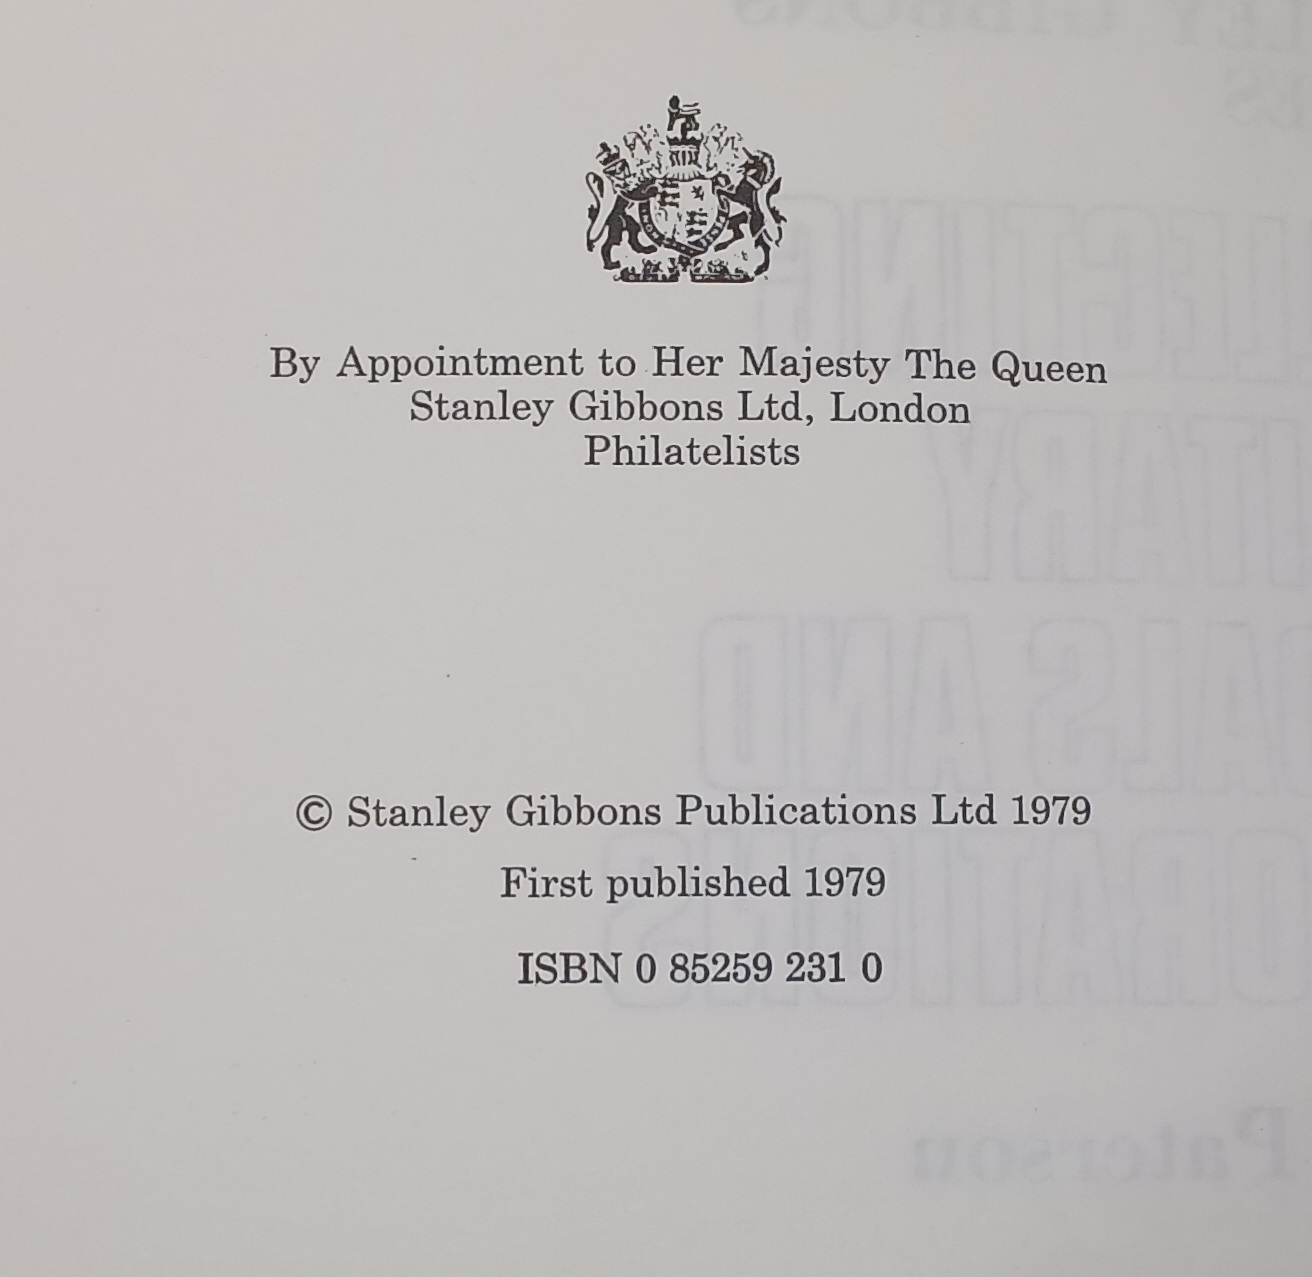 By Appointment to Her Majesty The Queen
Stanley Gibbons Ltd, London
Philatelists
© Stanley Gibbons Publications Ltd 1979
First published 1979
ISBN 0 85259 231 0